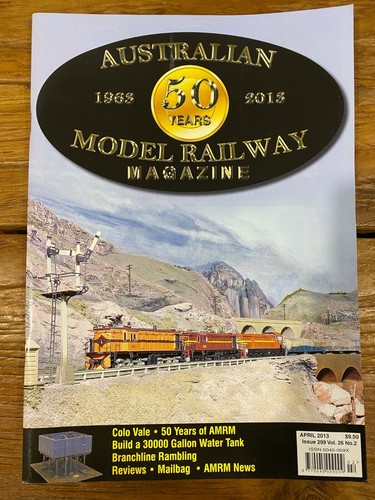 AUSTRALIAN
1963 50 2013
YEARS
MODEL RAILWAY
MAGAZINE
Colo Vale • 50 Years of AMRM
Build a 30000 Gallon Water Tank
Branchline Rambling
Reviews • Mailbag • AMRM News
APRIL 2013 $9.50
Issue 299 Vol. 26 No.2
ISSN 0045-009X